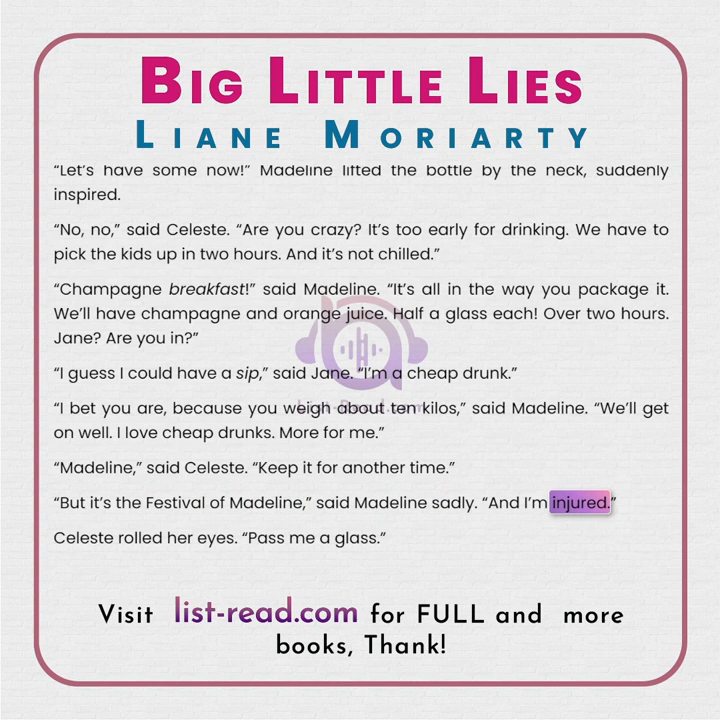 BIG LITTLE LIES
LIANE MORIARTY
“Let’s have some now!” Madeline lifted the bottle by the neck, suddenly
inspired.
“No, no,” said Celeste. “Are you crazy? It’s too early for drinking. We have to
pick the kids up in two hours. And it’s not chilled.”
“Champagne breakfast!” said Madeline. “It’s all in the way you package it.
We’ll have champagne and orange juice. Half a glass each! Over two hours.
Jane? Are you in?”
“I guess I could have a sip,” said Jane. “I’m a cheap drunk.”
“I bet you are, because you weigh about ten kilos,” said Madeline. “We’ll get
List-Read.com
on well. I love cheap drunks. More for me.”
“Madeline,” said Celeste. “Keep it for another time.”
“But it’s the Festival of Madeline,” said Madeline sadly. “And I’m injured.”
Celeste rolled her eyes. “Pass me a glass.”
Visit list-read.com for FULL and more
books, Thank!